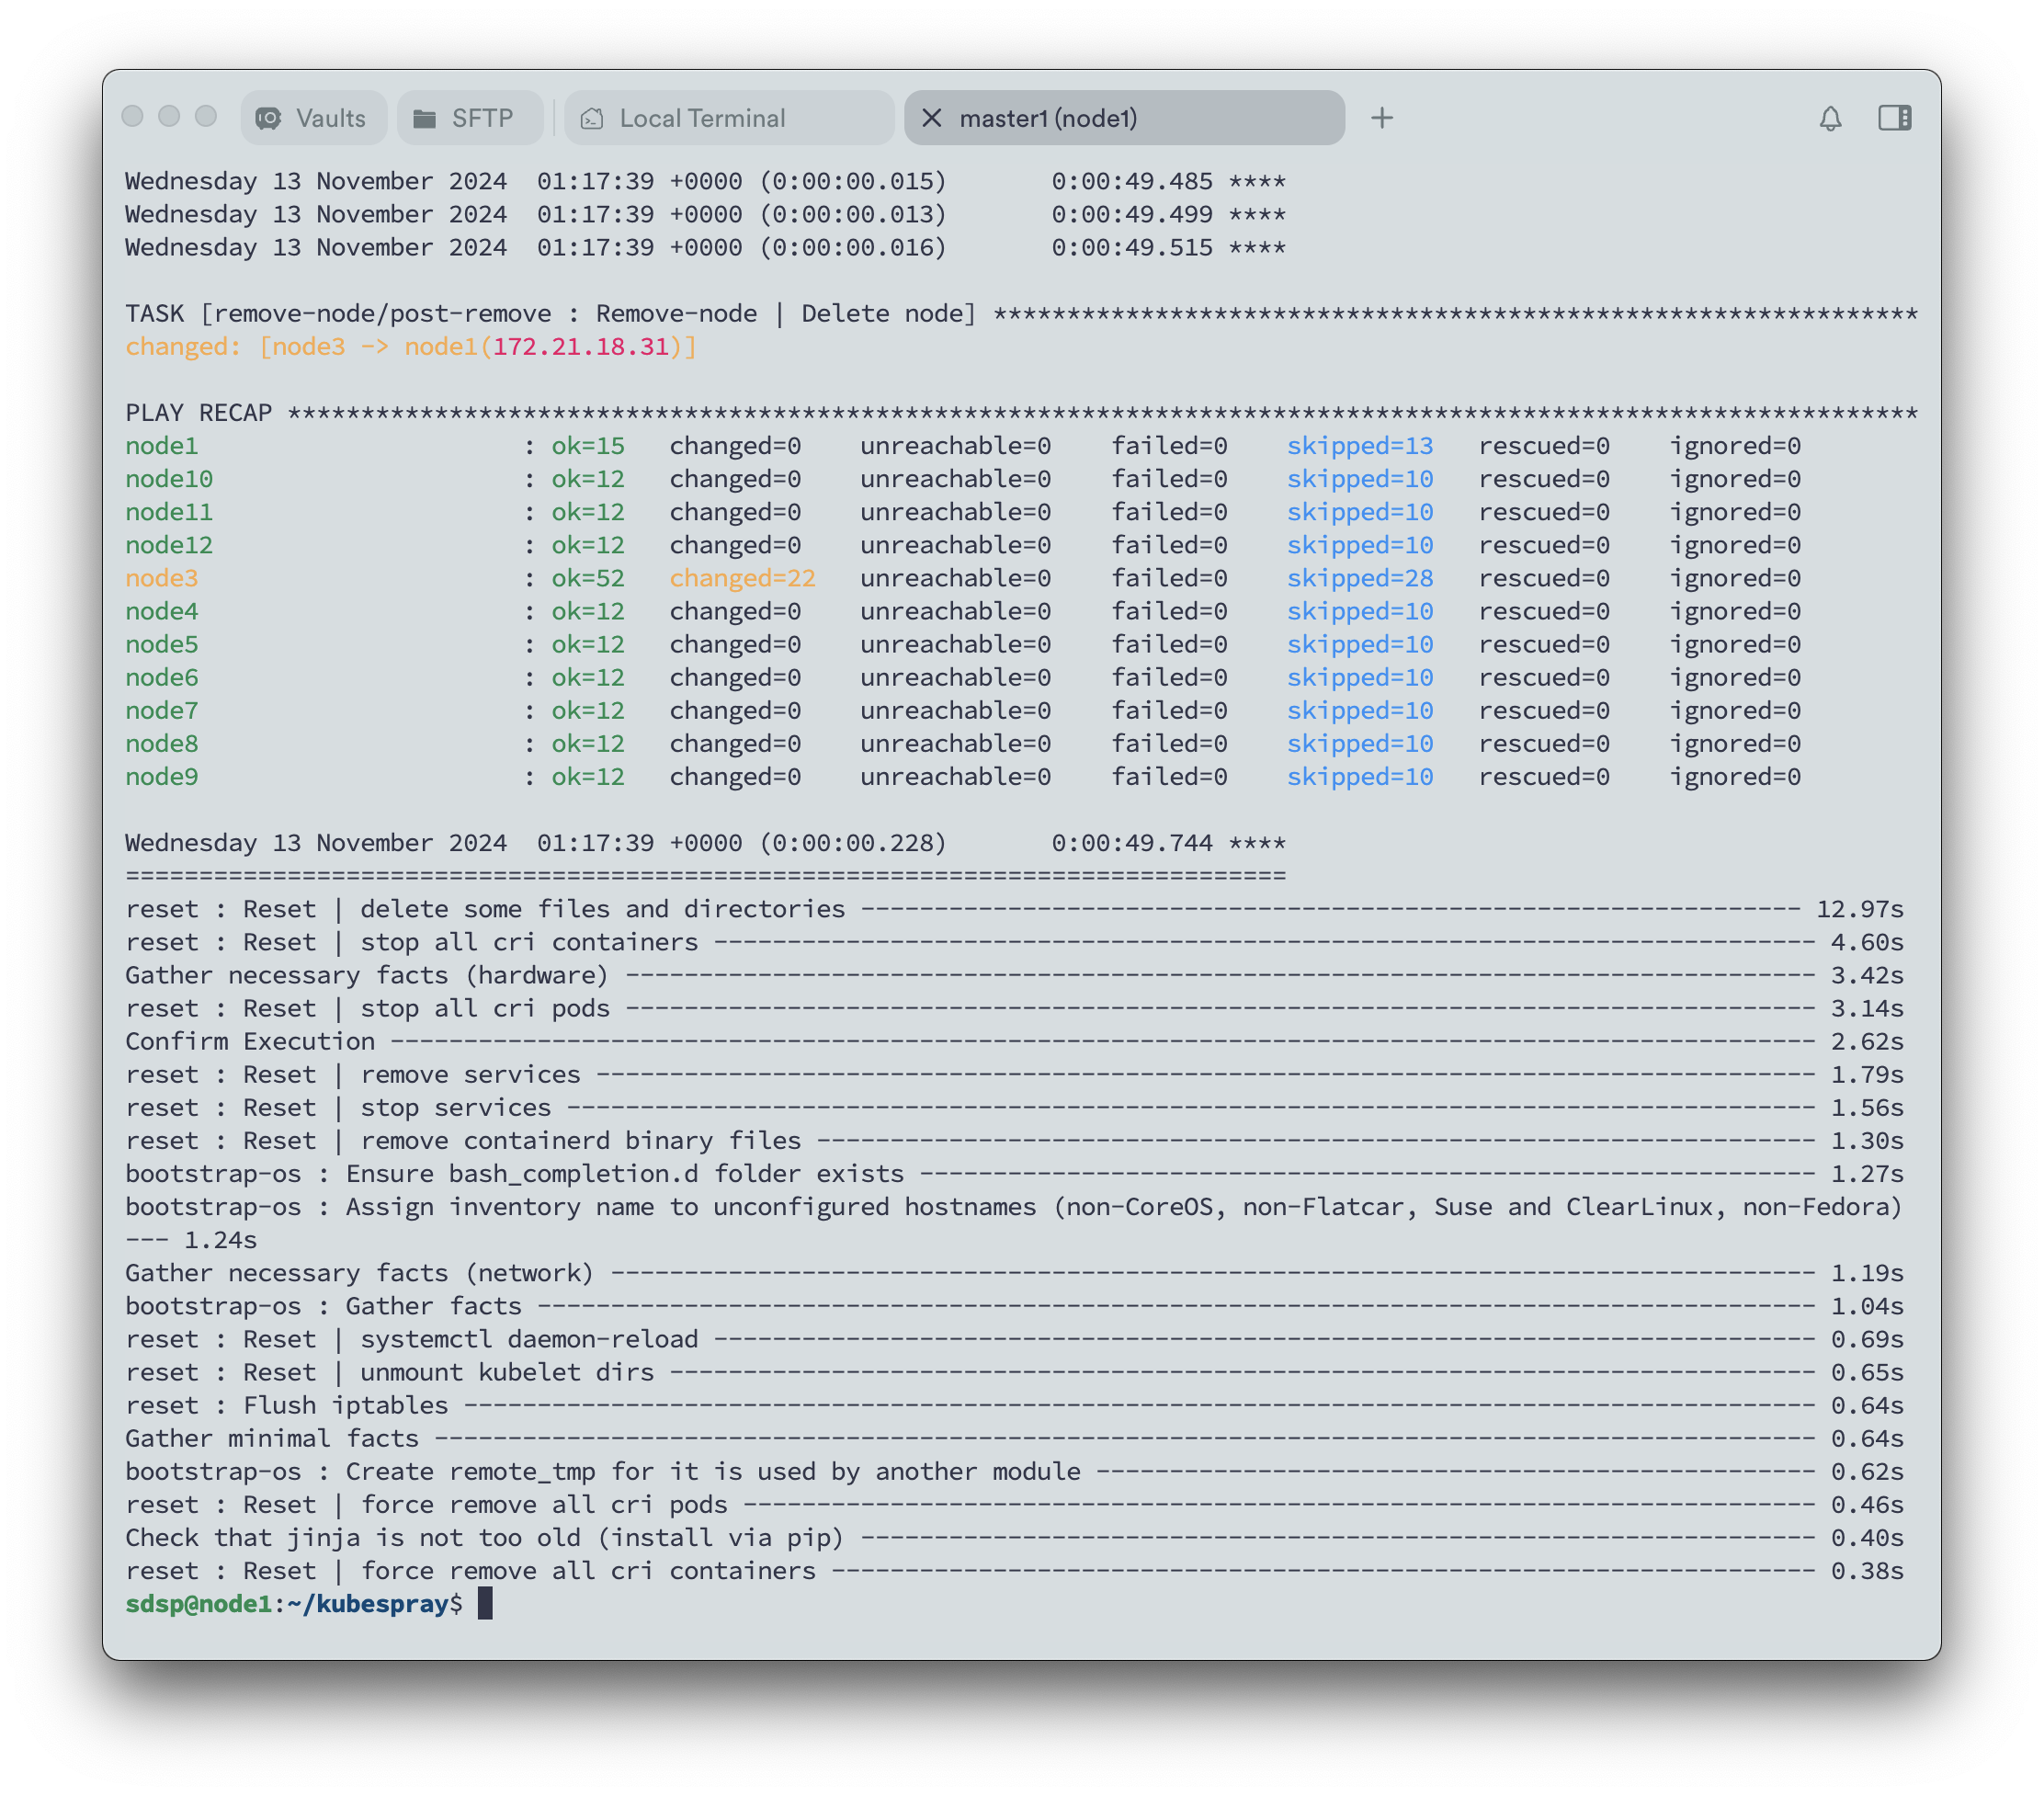 Vaults SFTP Local Terminal master1 (node1)
Wednesday 13 November 2024  01:17:39 +0000 (0:00:00.015)       0:00:49.485 ****
Wednesday 13 November 2024  01:17:39 +0000 (0:00:00.013)       0:00:49.499 ****
Wednesday 13 November 2024  01:17:39 +0000 (0:00:00.016)       0:00:49.515 ****
TASK [remove-node/post-remove : Remove-node | Delete node] ***************************************************************
changed: [node3 -> node1(172.21.18.31)]
PLAY RECAP ***************************************************************************************************************
node1                      : ok=15   changed=0    unreachable=0    failed=0    skipped=13   rescued=0    ignored=0
node10                     : ok=12   changed=0    unreachable=0    failed=0    skipped=10   rescued=0    ignored=0
node11                     : ok=12   changed=0    unreachable=0    failed=0    skipped=10   rescued=0    ignored=0
node12                     : ok=12   changed=0    unreachable=0    failed=0    skipped=10   rescued=0    ignored=0
node3                      : ok=52   changed=22   unreachable=0    failed=0    skipped=28   rescued=0    ignored=0
node4                      : ok=12   changed=0    unreachable=0    failed=0    skipped=10   rescued=0    ignored=0
node5                      : ok=12   changed=0    unreachable=0    failed=0    skipped=10   rescued=0    ignored=0
node6                      : ok=12   changed=0    unreachable=0    failed=0    skipped=10   rescued=0    ignored=0
node7                      : ok=12   changed=0    unreachable=0    failed=0    skipped=10   rescued=0    ignored=0
node8                      : ok=12   changed=0    unreachable=0    failed=0    skipped=10   rescued=0    ignored=0
node9                      : ok=12   changed=0    unreachable=0    failed=0    skipped=10   rescued=0    ignored=0
Wednesday 13 November 2024  01:17:39 +0000 (0:00:00.228)       0:00:49.744 ****
===============================================================================
reset : Reset | delete some files and directories ---------------------------------------------------------------- 12.97s
reset : Reset | stop all cri containers --------------------------------------------------------------------------- 4.60s
Gather necessary facts (hardware) --------------------------------------------------------------------------------- 3.42s
reset : Reset | stop all cri pods --------------------------------------------------------------------------------- 3.14s
Confirm Execution ------------------------------------------------------------------------------------------------- 2.62s
reset : Reset | remove services ----------------------------------------------------------------------------------- 1.79s
reset : Reset | stop services ------------------------------------------------------------------------------------- 1.56s
reset : Reset | remove containerd binary files -------------------------------------------------------------------- 1.30s
bootstrap-os : Ensure bash_completion.d folder exists ------------------------------------------------------------- 1.27s
bootstrap-os : Assign inventory name to unconfigured hostnames (non-CoreOS, non-Flatcar, Suse and ClearLinux, non-Fedora)
--- 1.24s
Gather necessary facts (network) ---------------------------------------------------------------------------------- 1.19s
bootstrap-os : Gather facts --------------------------------------------------------------------------------------- 1.04s
reset : Reset | systemctl daemon-reload --------------------------------------------------------------------------- 0.69s
reset : Reset | unmount kubelet dirs ------------------------------------------------------------------------------ 0.65s
reset : Flush iptables -------------------------------------------------------------------------------------------- 0.64s
Gather minimal facts ---------------------------------------------------------------------------------------------- 0.64s
bootstrap-os : Create remote_tmp for it is used by another module ------------------------------------------------- 0.62s
reset : Reset | force remove all cri pods ------------------------------------------------------------------------- 0.46s
Check that jinja is not too old (install via pip) ----------------------------------------------------------------- 0.40s
reset : Reset | force remove all cri containers ------------------------------------------------------------------- 0.38s
sdsp@node1:~/kubespray$